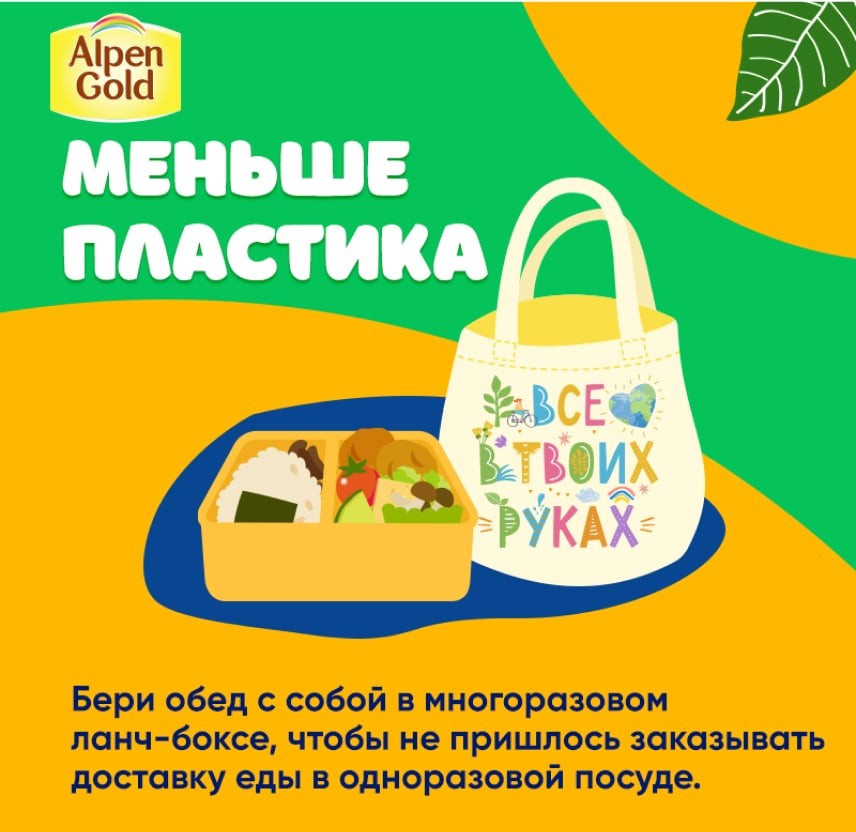 Alpen
Gold
МЕНЬШЕ
ПЛАСТИКА
ВСЕ
В ТВОИХ
РУКАХ
Бери обед с собой в многоразовом
ланч-боксе, чтобы не пришлось заказывать
доставку еды в одноразовой посуде.